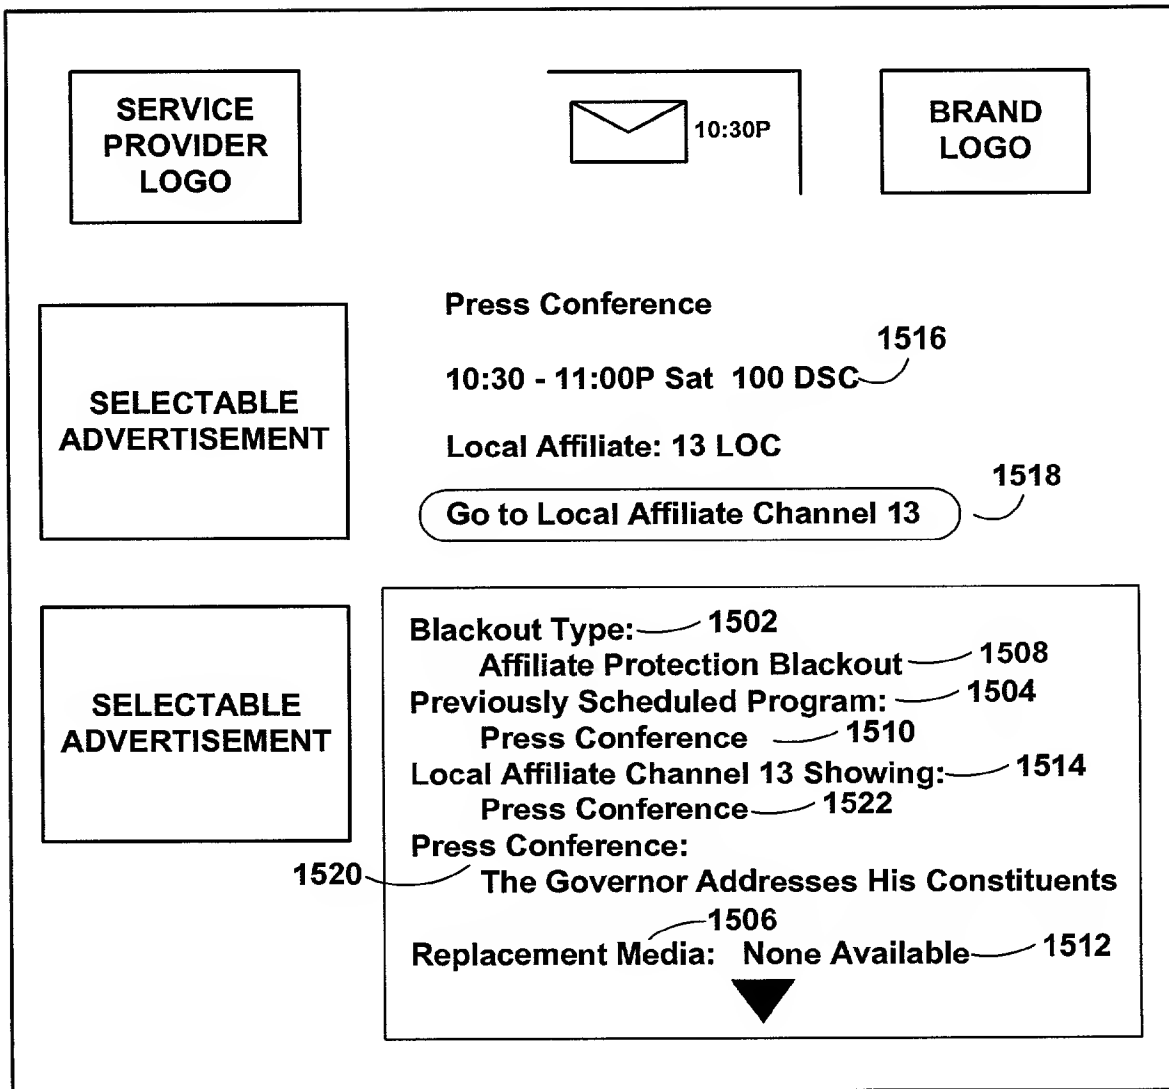 SERVICE
PROVIDER
LOGO
10:30P
BRAND
LOGO
SELECTABLE
ADVERTISEMENT
Press Conference
1516
10:30 - 11:00P Sat 100 DSC
Local Affiliate: 13 LOC
1518
Go to Local Affiliate Channel 13
SELECTABLE
ADVERTISEMENT
Blackout Type: 1502
Affiliate Protection Blackout 1508
Previously Scheduled Program: 1504
Press Conference 1510
Local Affiliate Channel 13 Showing: 1514
Press Conference 1522
Press Conference:
1520 The Governor Addresses His Constituents
1506
Replacement Media: None Available 1512